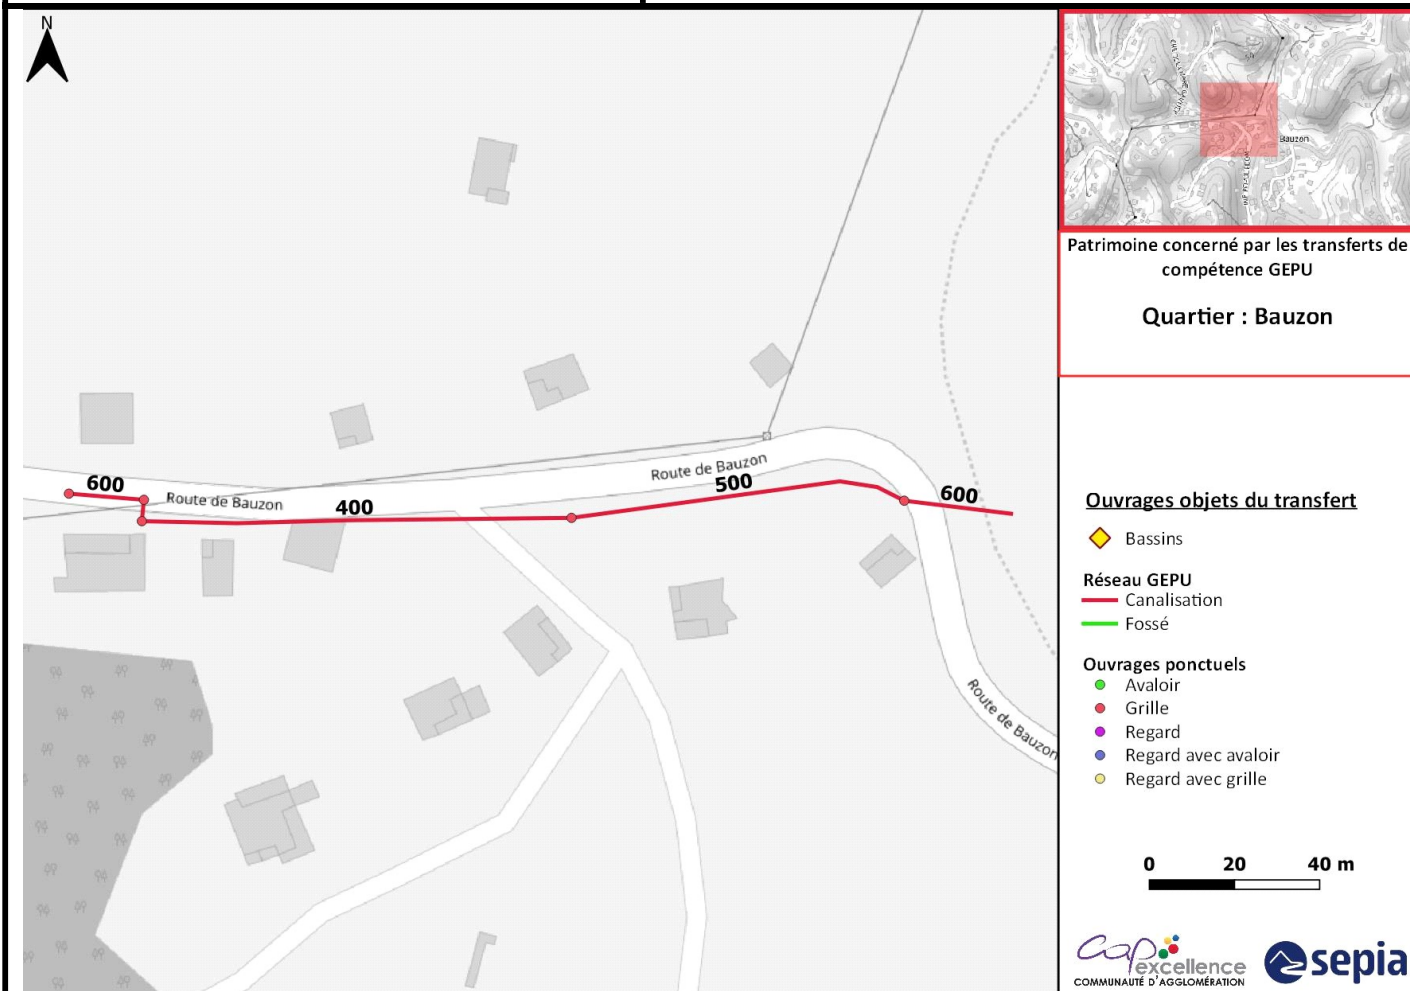 N
Bauzon
Patrimoine concerné par les transferts de
compétence GEPU
Quartier : Bauzon
600
Route de Bauzon
400
Route de Bauzon
500
600
Route de Bauzon
Ouvrages objets du transfert
Bassins
Réseau GEPU
Canalisation
Fossé
Ouvrages ponctuels
Avaloir
Grille
Regard
Regard avec avaloir
Regard avec grille
0 20 40 m
Cap
excellence
COMMUNAUTÉ D'AGGLOMÉRATION
sepia